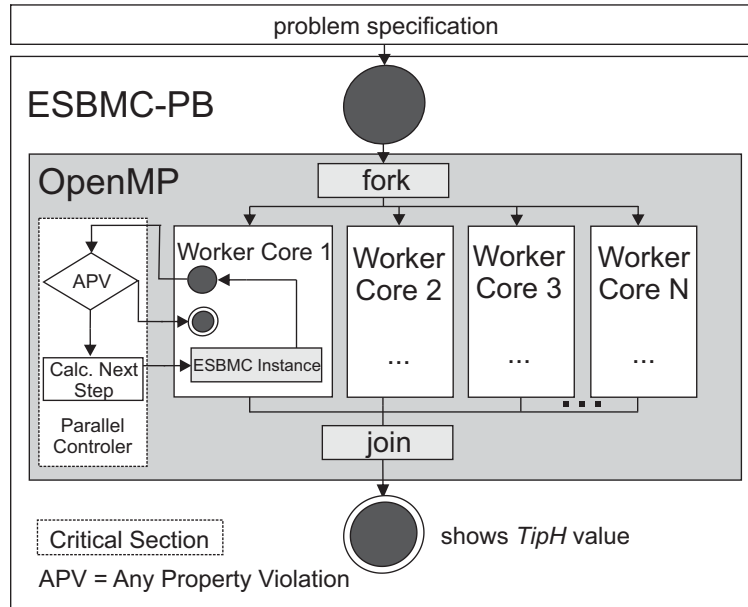 problem specification
ESBMC-PB
OpenMP
fork
Worker Core 1
Worker
Core 2
...
Worker
Core 3
...
Worker
Core N
...
APV
ESBMC Instance
Calc. Next
Step
Parallel
Controler
join
shows TipH value
Critical Section
APV = Any Property Violation